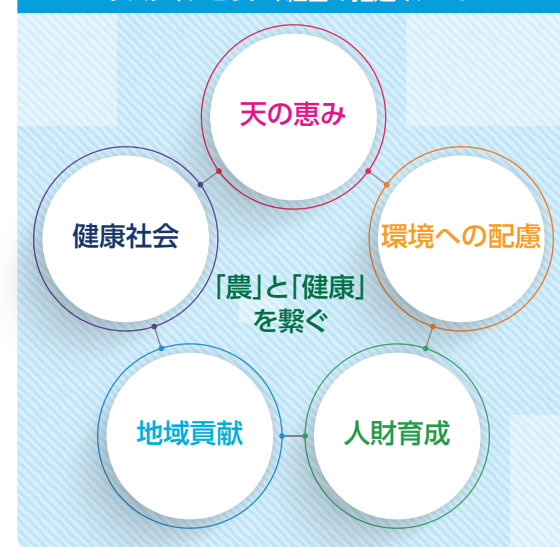 天の恵み
健康社会
環境への配慮
「農」と「健康」
を繋ぐ
地域貢献
人財育成